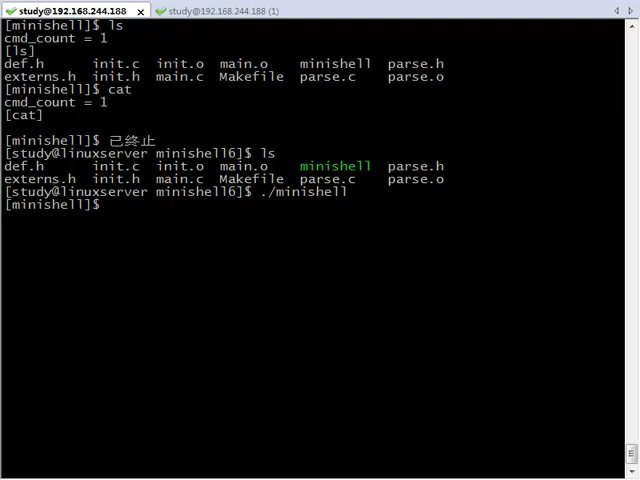 study@192.168.244.188 × study@192.168.244.188 (1)
[minishell]$ ls
cmd_count = 1
[ls]
def.h init.c init.o main.o minishell parse.h
externs.h init.h main.c Makefile parse.c parse.o
[minishell]$ cat
cmd_count = 1
[cat]
[minishell]$ 已终止
[study@linuxserver minishell6]$ ls
def.h init.c init.o main.o minishell parse.h
externs.h init.h main.c Makefile parse.c parse.o
[study@linuxserver minishell6]$ ./minishell
[minishell]$